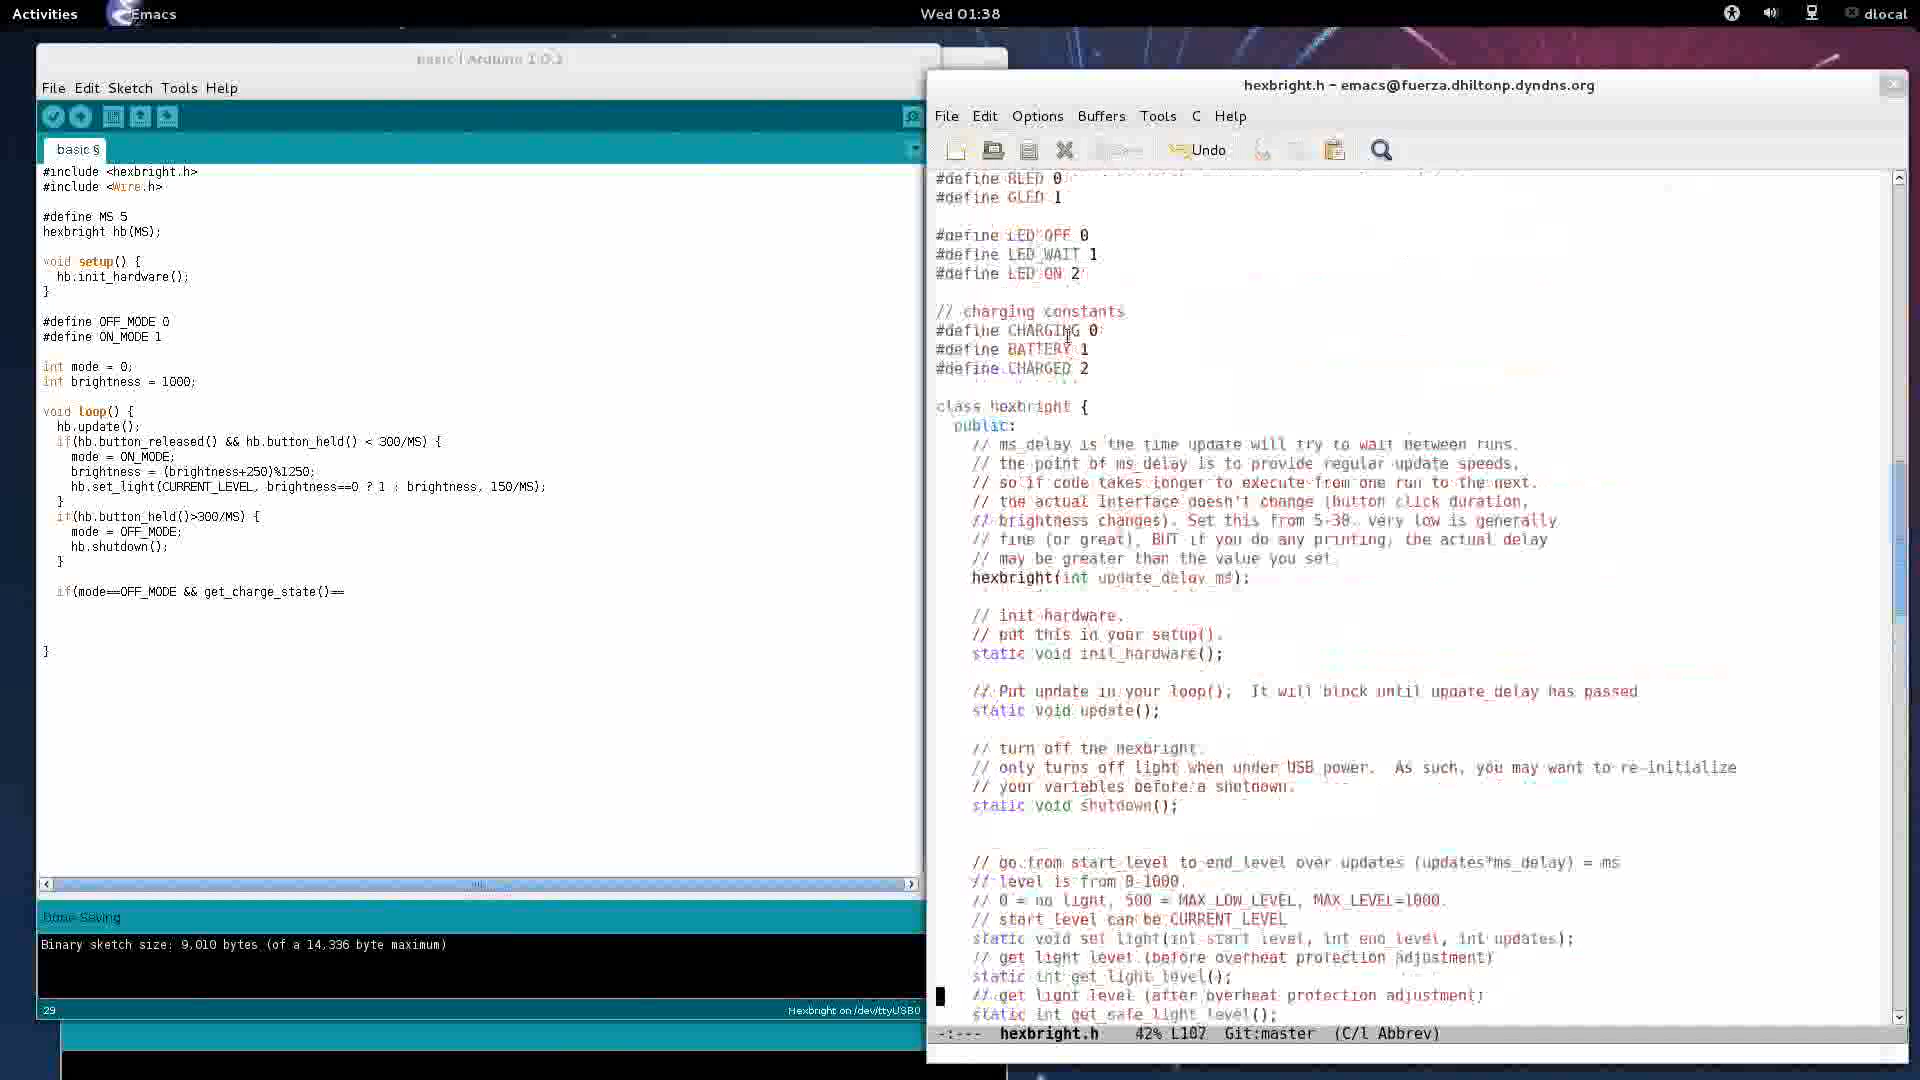 Activities
Emacs
Wed 01:38
dlocal
basic | Arduino 1.0.2
File Edit Sketch Tools Help
basic §
#include <hexbright.h>
#include <Wire.h>
#define MS 5
hexbright hb(MS);
void setup() {
hb.init_hardware();
}
#define OFF_MODE 0
#define ON_MODE 1
int mode = 0;
int brightness = 1000;
void loop() {
hb.update();
if(hb.button_released() && hb.button_held() < 300/MS) {
mode = ON_MODE;
brightness = (brightness+250)%1250;
hb.set_light(CURRENT_LEVEL, brightness==0 ? 1 : brightness, 150/MS);
}
if(hb.button_held()>300/MS) {
mode = OFF_MODE;
hb.shutdown();
}
if(mode==OFF_MODE && get_charge_state()==
}
Done Saving
Binary sketch size: 9,010 bytes (of a 14,336 byte maximum)
29
Hexbright on /dev/ttyUSB0
hexbright.h - emacs@fuerza.dhiltonp.dyndns.org
File Edit Options Buffers Tools C Help
Undo
#define RLED 0
#define GLED 1
#define LED_OFF 0
#define LED_WAIT 1
#define LED_ON 2
// charging constants
#define CHARGING 0
#define BATTERY 1
#define CHARGED 2
class hexbright {
public:
// ms_delay is the time update will try to wait between runs.
// the point of ms_delay is to provide regular update speeds,
// so if code takes longer to execute from one run to the next.
// the actual interface doesn't change (button click duration,
// brightness changes). Set this from 5-30. very low is generally
// fine (or great), BUT if you do any printing, the actual delay
// may be greater than the value you set.
hexbright(int update_delay_ms);
// init hardware.
// put this in your setup().
static void init_hardware();
// Put update in your loop(). It will block until update_delay has passed
static void update();
// turn off the hexbright.
// only turns off light when under USB power. As such, you may want to re-initialize
// your variables before a shutdown.
static void shutdown();
// go from start_level to end_level over updates (updates*ms_delay) = ms
// level is from 0-1000.
// 0 = no light, 500 = MAX_LOW_LEVEL, MAX_LEVEL=1000.
// start_level can be CURRENT_LEVEL
static void set_light(int start_level, int end_level, int updates);
// get light level (before overheat protection adjustment)
static int get_light_level();
// get light level (after overheat protection adjustment)
static int get_safe_light_level();
-:--- hexbright.h 42% L107 Git:master (C/l Abbrev)